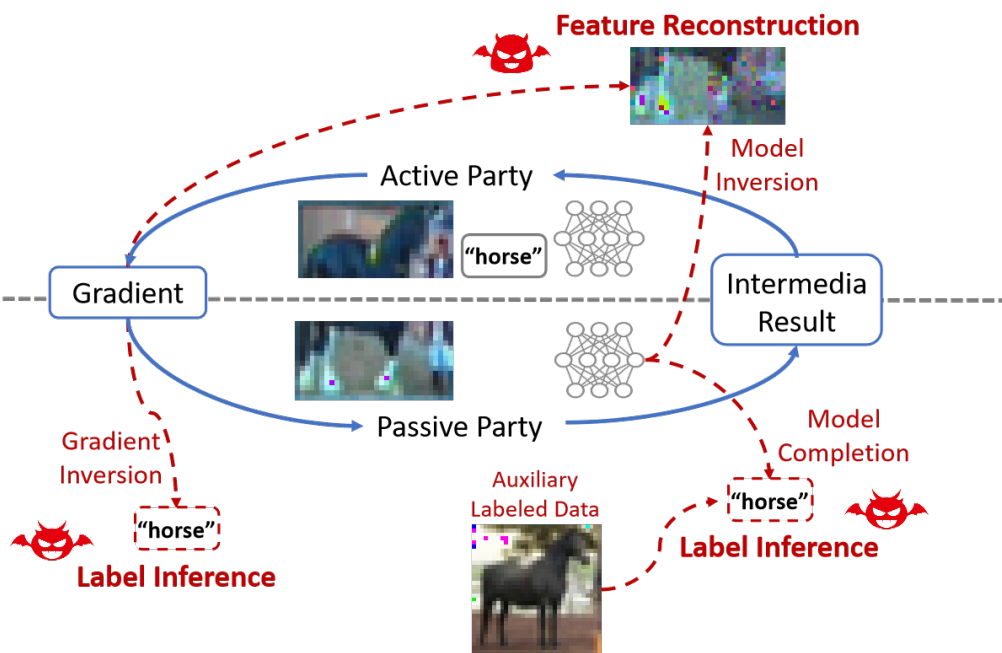 Feature Reconstruction
Model
Inversion
Active Party
“horse”
Gradient
Intermedia
Result
Passive Party
Gradient
Inversion
“horse”
Label Inference
Auxiliary
Labeled Data
Model
Completion
“horse”
Label Inference